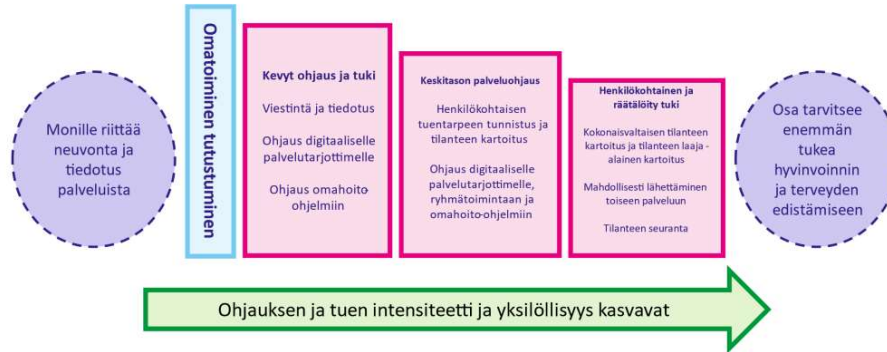 Monille riittää
neuvonta ja
tiedotus
palveluista
Omatoiminen tutustuminen
Kevyt ohjaus ja tuki
Viestintä ja tiedotus
Ohjaus digitaaliselle
palvelutarjottimelle
Ohjaus omahoito-
ohjelmiin
Keskitason palveluohjaus
Henkilökohtaisen
tuentarpeen tunnistus ja
tilanteen kartoitus
Ohjaus digitaaliselle
palvelutarjottimelle,
ryhmätoimintaan ja
omahoito-ohjelmiin
Henkilökohtainen ja
räätälöity tuki
Kokonaisvaltaisen tilanteen
kartoitus ja tilanteen laaja -
alainen kartoitus
Mahdollisesti lähettäminen
toiseen palveluun
Tilanteen seuranta
Osa tarvitsee
enemmän
tukea
hyvinvoinnin
ja terveyden
edistämiseen
Ohjauksen ja tuen intensiteetti ja yksilöllisyys kasvavat